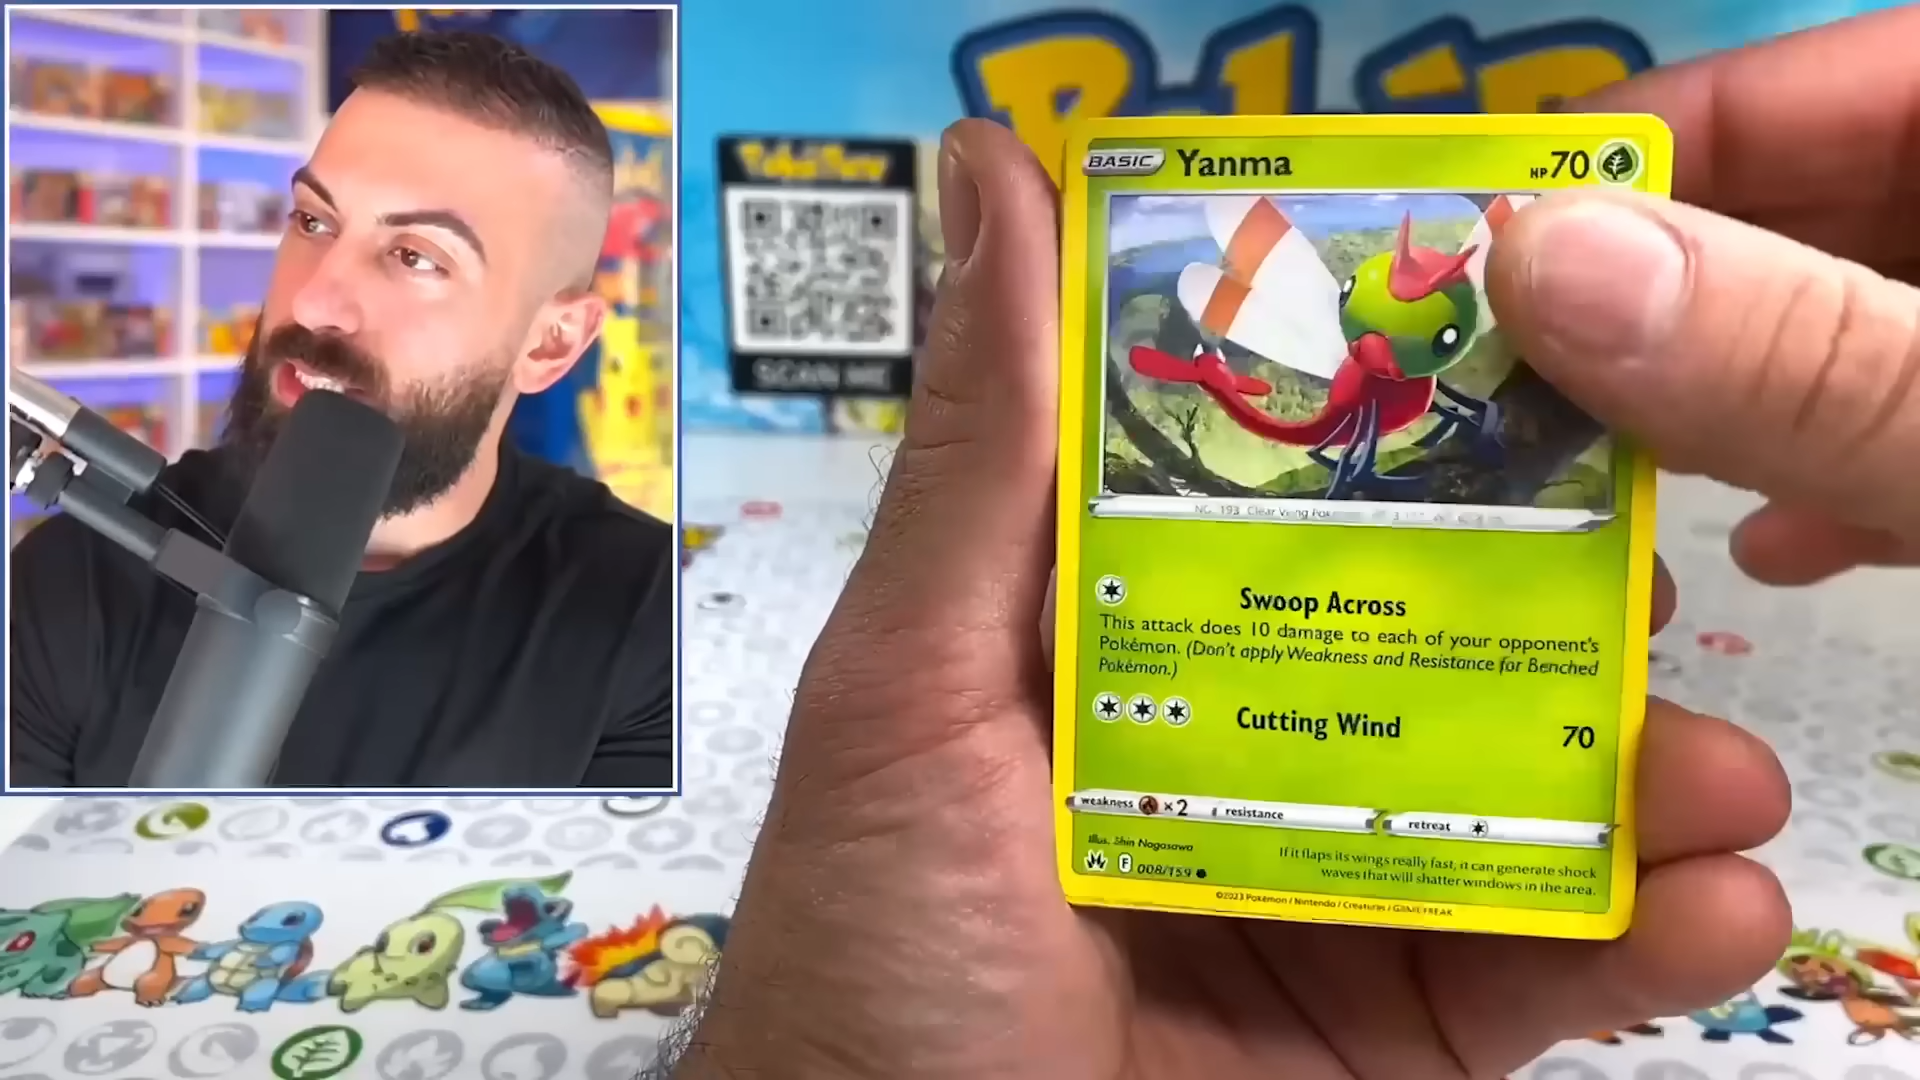 SCAN ME
BASIC Yanma HP 70
NO. 193 Clear Wing
Swoop Across
This attack does 10 damage to each of your opponent's
Pokémon. (Don't apply Weakness and Resistance for Benched
Pokémon.)
Cutting Wind 70
weakness ×2 resistance retreat
Illus. Shin Nagasawa
F 008/159
If it flaps its wings really fast, it can generate shock
waves that will shatter windows in the area.
©2023 Pokémon / Nintendo / Creatures / GAME FREAK